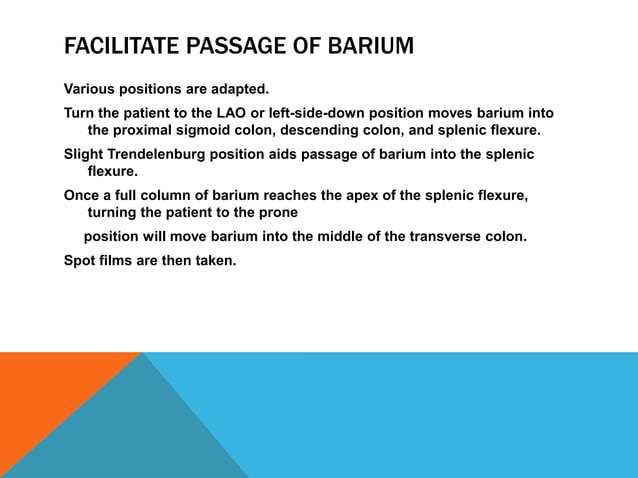 FACILITATE PASSAGE OF BARIUM
Various positions are adapted.
Turn the patient to the LAO or left-side-down position moves barium into
the proximal sigmoid colon, descending colon, and splenic flexure.
Slight Trendelenburg position aids passage of barium into the splenic
flexure.
Once a full column of barium reaches the apex of the splenic flexure,
turning the patient to the prone
position will move barium into the middle of the transverse colon.
Spot films are then taken.